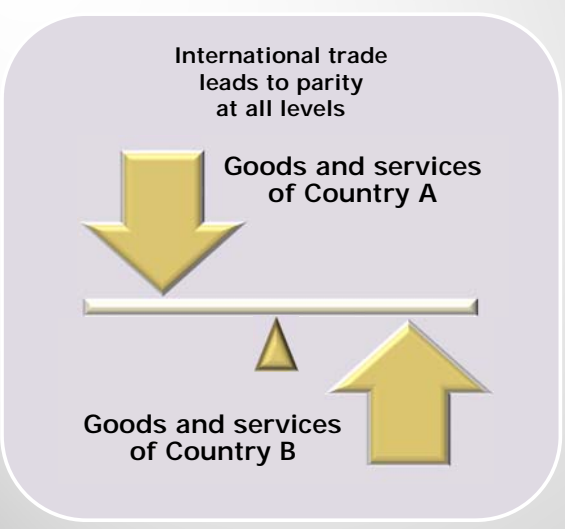 International trade
leads to parity
at all levels
Goods and services
of Country A
Goods and services
of Country B